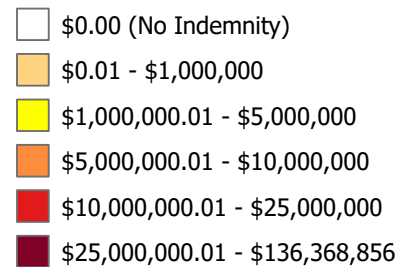 $0.00 (No Indemnity)
$0.01 - $1,000,000
$1,000,000.01 - $5,000,000
$5,000,000.01 - $10,000,000
$10,000,000.01 - $25,000,000
$25,000,000.01 - $136,368,856